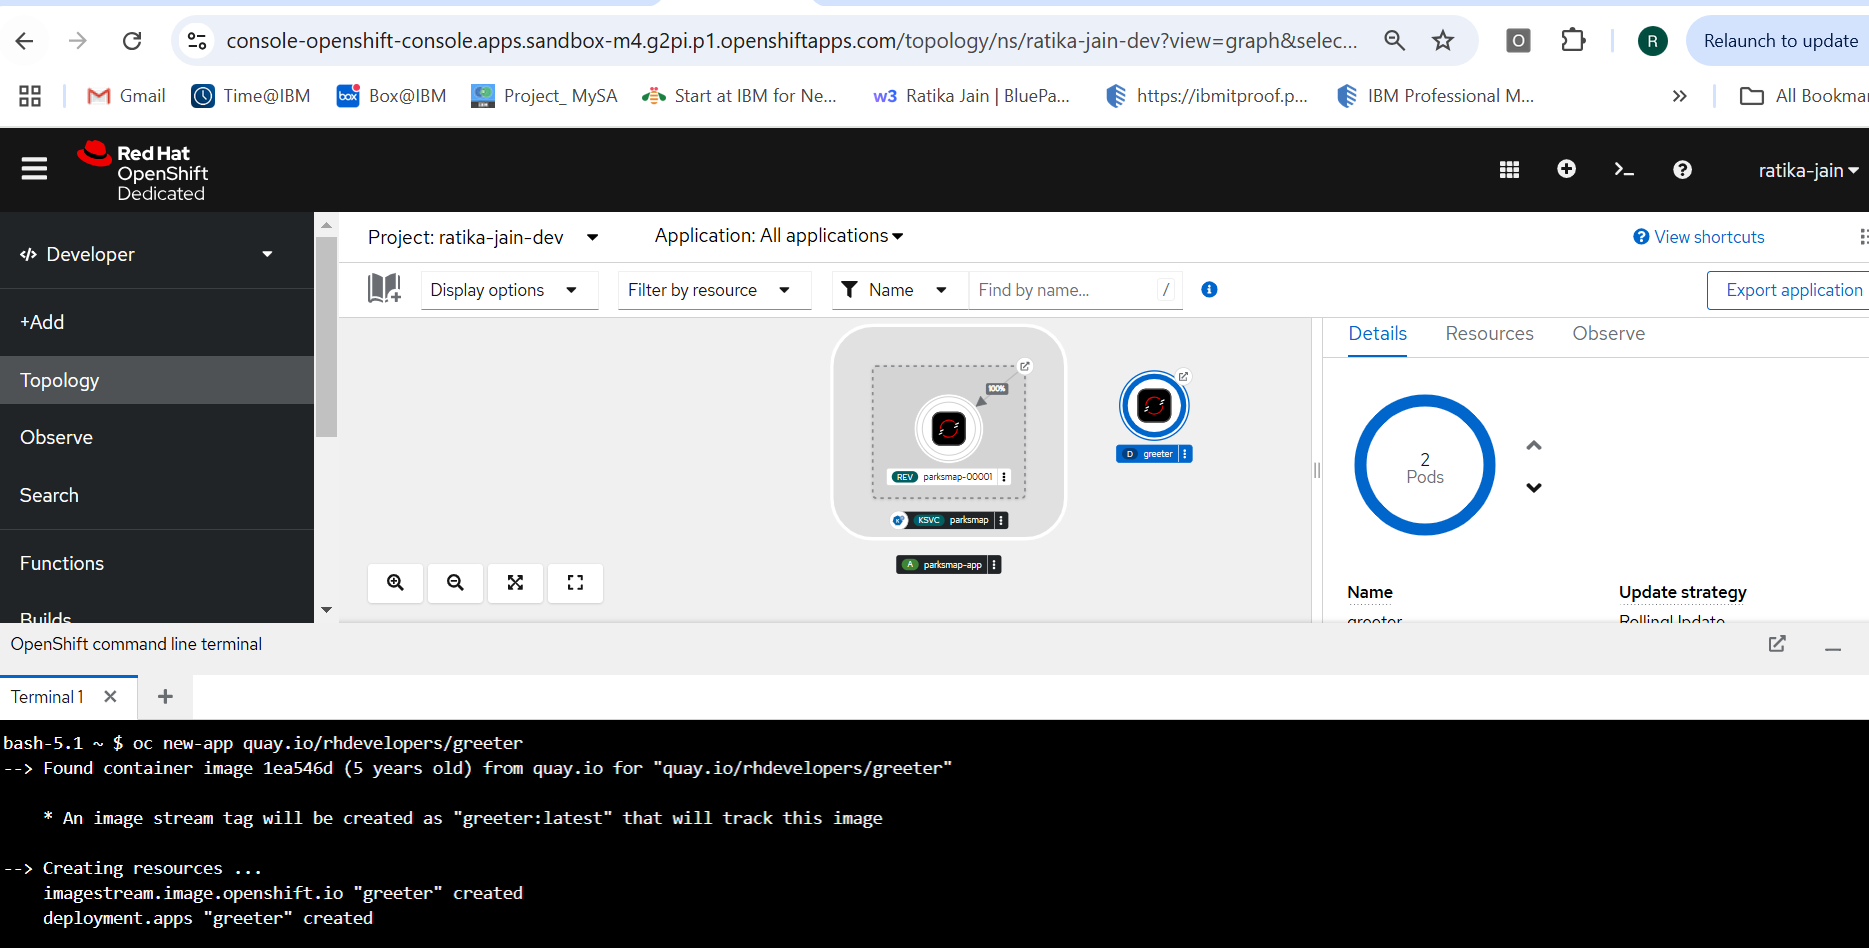 console-openshift-console.apps.sandbox-m4.g2pi.p1.openshiftapps.com/topology/ns/ratika-jain-dev?view=graph&selec...
O
R
Relaunch to update
Gmail
Time@IBM
box
Box@IBM
Project_ MySA
Start at IBM for Ne...
w3 Ratika Jain | BluePa...
https://ibmitproof.p...
IBM Professional M...
»
All Bookmar
Red Hat
OpenShift
Dedicated
ratika-jain
Developer
Project: ratika-jain-dev
Application: All applications
View shortcuts
Display options
Filter by resource
Name
Find by name...
/
Export application
+Add
Topology
Observe
Search
Functions
Builds
100%
REV parksmap-00001
KSVC parksmap
A parksmap-app
D greeter
Details
Resources
Observe
2
Pods
Name
Update strategy
greeter
RollingUpdate
OpenShift command line terminal
Terminal 1
bash-5.1 ~ $ oc new-app quay.io/rhdevelopers/greeter
--> Found container image 1ea546d (5 years old) from quay.io for "quay.io/rhdevelopers/greeter"
* An image stream tag will be created as "greeter:latest" that will track this image
--> Creating resources ...
imagestream.image.openshift.io "greeter" created
deployment.apps "greeter" created